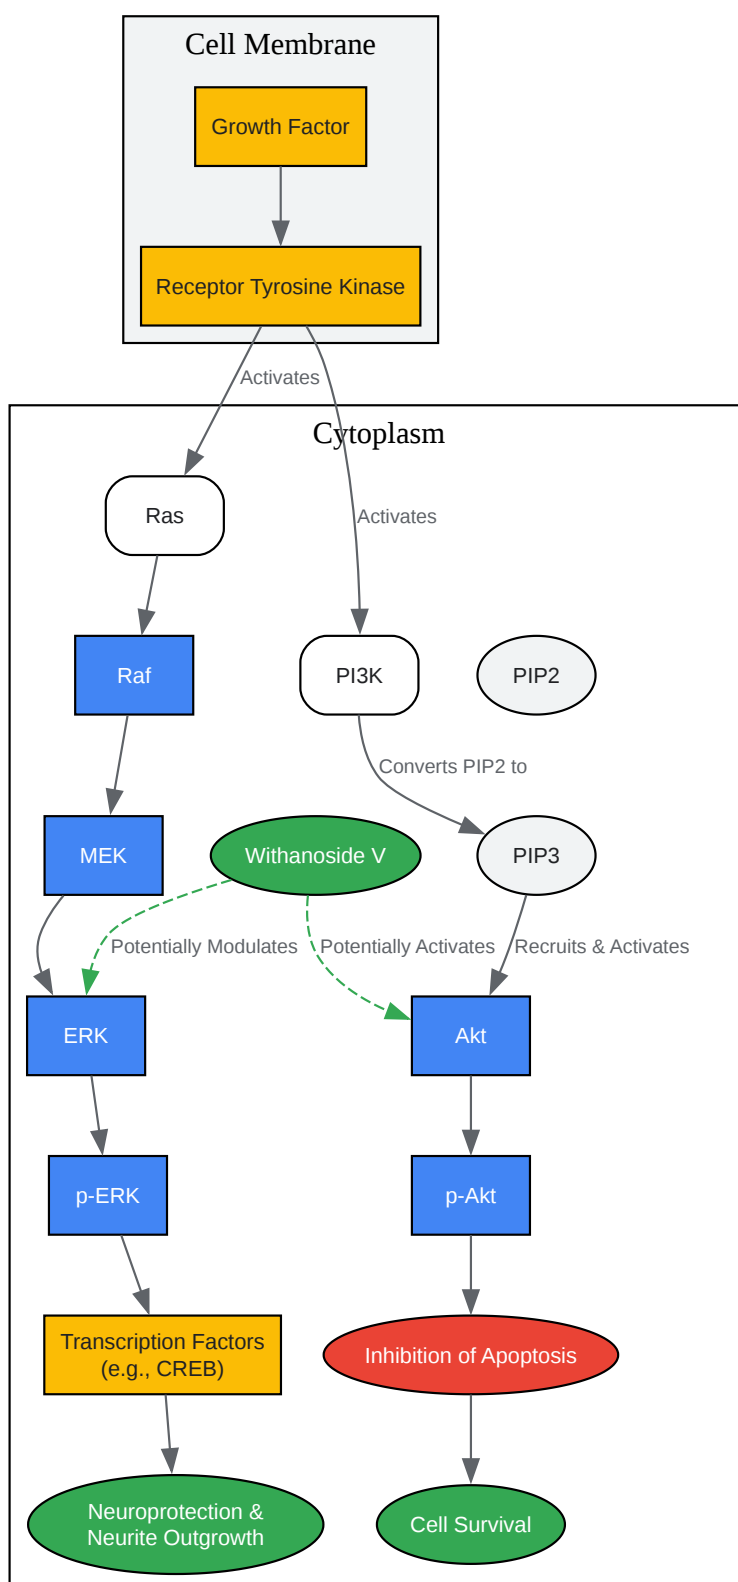 Cell Membrane
Growth Factor
Receptor Tyrosine Kinase
Activates
Cytoplasm
Ras
Activates
Raf
PI3K
PIP2
Converts PIP2 to
MEK
Withanoside V
PIP3
Potentially Modulates
Potentially Activates
Recruits & Activates
ERK
Akt
p-ERK
p-Akt
Transcription Factors
(e.g., CREB)
Inhibition of Apoptosis
Neuroprotection &
Neurite Outgrowth
Cell Survival